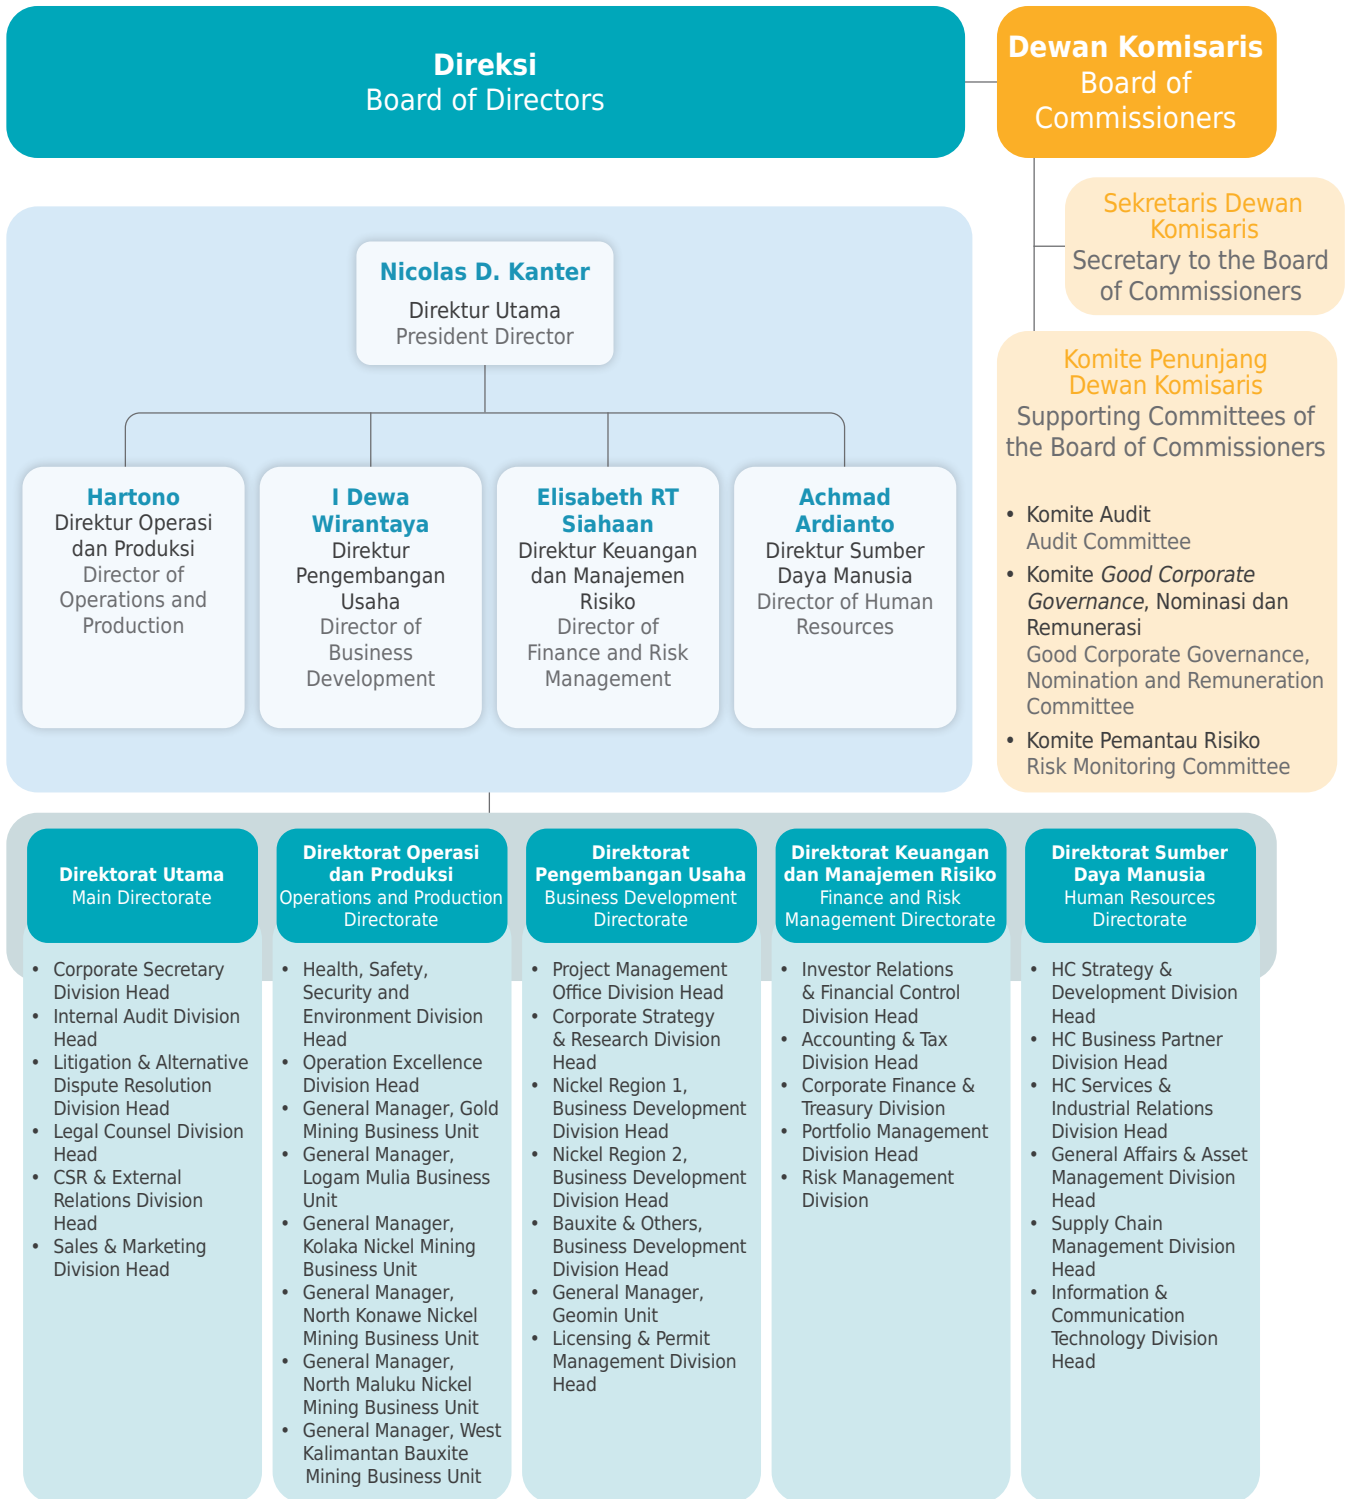 Direksi
Board of Directors
Dewan Komisaris
Board of
Commissioners
Sekretaris Dewan
Komisaris
Secretary to the Board
of Commissioners
Komite Penunjang
Dewan Komisaris
Supporting Committees of
the Board of Commissioners
• Komite Audit
Audit Committee
• Komite Good Corporate
Governance, Nominasi dan
Remunerasi
Good Corporate Governance,
Nomination and Remuneration
Committee
• Komite Pemantau Risiko
Risk Monitoring Committee
Nicolas D. Kanter
Direktur Utama
President Director
Hartono
Direktur Operasi
dan Produksi
Director of
Operations and
Production
I Dewa
Wirantaya
Direktur
Pengembangan
Usaha
Director of
Business
Development
Elisabeth RT
Siahaan
Direktur Keuangan
dan Manajemen
Risiko
Director of
Finance and Risk
Management
Achmad
Ardianto
Direktur Sumber
Daya Manusia
Director of Human
Resources
Direktorat Utama
Main Directorate
• Corporate Secretary
Division Head
• Internal Audit Division
Head
• Litigation & Alternative
Dispute Resolution
Division Head
• Legal Counsel Division
Head
• CSR & External
Relations Division
Head
• Sales & Marketing
Division Head
Direktorat Operasi
dan Produksi
Operations and Production
Directorate
• Health, Safety,
Security and
Environment Division
Head
• Operation Excellence
Division Head
• General Manager, Gold
Mining Business Unit
• General Manager,
Logam Mulia Business
Unit
• General Manager,
Kolaka Nickel Mining
Business Unit
• General Manager,
North Konawe Nickel
Mining Business Unit
• General Manager,
North Maluku Nickel
Mining Business Unit
• General Manager, West
Kalimantan Bauxite
Mining Business Unit
Direktorat
Pengembangan Usaha
Business Development
Directorate
• Project Management
Office Division Head
• Corporate Strategy
& Research Division
Head
• Nickel Region 1,
Business Development
Division Head
• Nickel Region 2,
Business Development
Division Head
• Bauxite & Others,
Business Development
Division Head
• General Manager,
Geomin Unit
• Licensing & Permit
Management Division
Head
Direktorat Keuangan
dan Manajemen Risiko
Finance and Risk
Management Directorate
• Investor Relations
& Financial Control
Division Head
• Accounting & Tax
Division Head
• Corporate Finance &
Treasury Division
• Portfolio Management
Division Head
• Risk Management
Division
Direktorat Sumber
Daya Manusia
Human Resources
Directorate
• HC Strategy &
Development Division
Head
• HC Business Partner
Division Head
• HC Services &
Industrial Relations
Division Head
• General Affairs & Asset
Management Division
Head
• Supply Chain
Management Division
Head
• Information &
Communication
Technology Division
Head